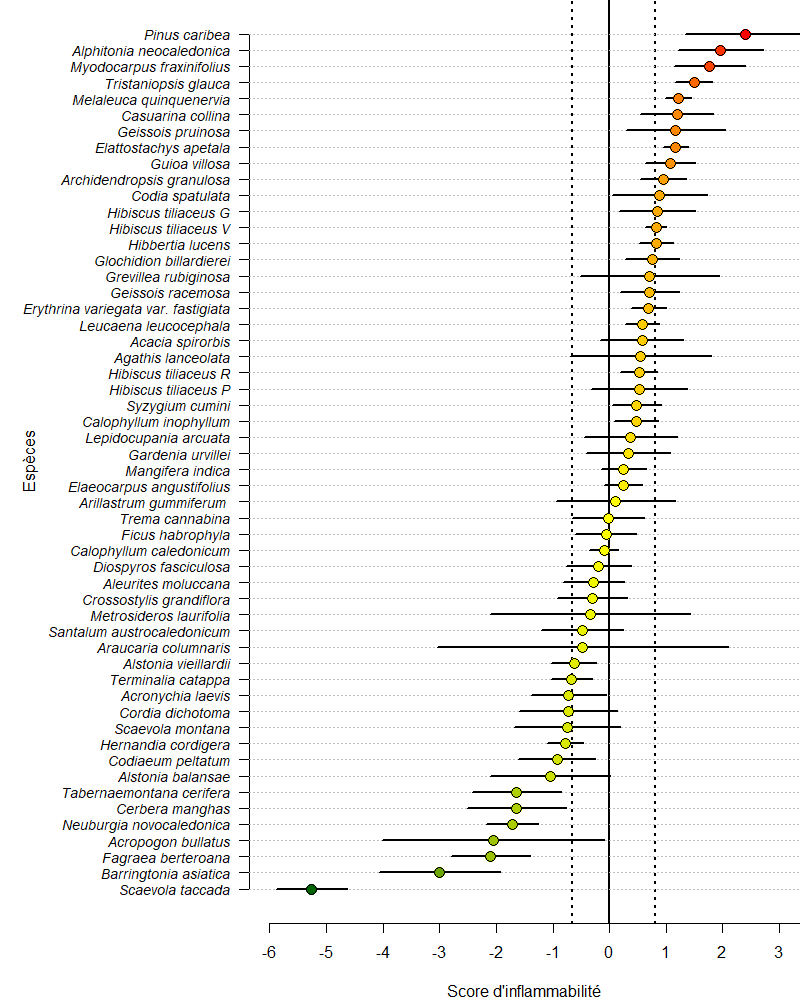 Pinus caribea
Alphitonia neocaledonica
Myodocarpus fraxinifolius
Tristaniopsis glauca
Melaleuca quinquenervia
Casuarina collina
Geissois pruinosa
Elattostachys apetala
Guioa villosa
Archidendropsis granulosa
Codia spatulata
Hibiscus tiliaceus G
Hibiscus tiliaceus V
Hibbertia lucens
Glochidion billardierei
Grevillea rubiginosa
Geissois racemosa
Erythrina variegata var. fastigiata
Leucaena leucocephala
Acacia spirorbis
Agathis lanceolata
Hibiscus tiliaceus R
Hibiscus tiliaceus P
Syzygium cumini
Calophyllum inophyllum
Lepidocupania arcuata
Gardenia urvillei
Mangifera indica
Elaeocarpus angustifolius
Arillastrum gummiferum
Trema cannabina
Ficus habrophyla
Calophyllum caledonicum
Diospyros fasciculosa
Aleurites moluccana
Crossostylis grandiflora
Metrosideros laurifolia
Santalum austrocaledonicum
Araucaria columnaris
Alstonia vieillardii
Terminalia catappa
Acronychia laevis
Cordia dichotoma
Scaevola montana
Hernandia cordigera
Codiaeum peltatum
Alstonia balansae
Tabernaemontana cerifera
Cerbera manghas
Neuburgia novocaledonica
Acropogon bullatus
Fagraea berteroana
Barringtonia asiatica
Scaevola taccada
Espèces
-6 -5 -4 -3 -2 -1 0 1 2 3
Score d'inflammabilité